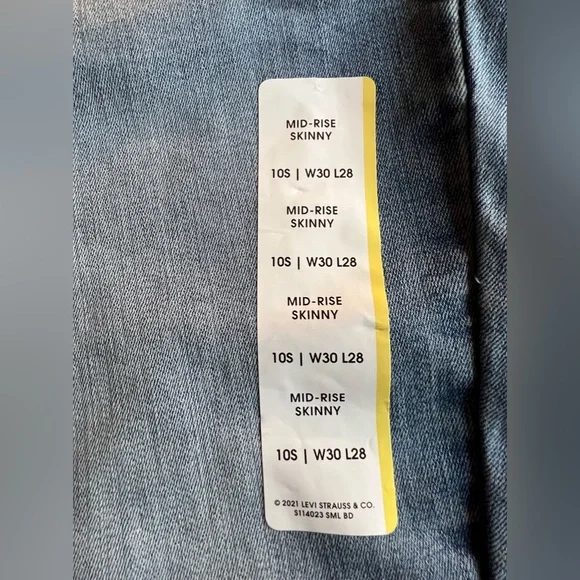 MID-RISE
SKINNY
10S | W30 L28
MID-RISE
SKINNY
10S | W30 L28
MID-RISE
SKINNY
10S | W30 L28
MID-RISE
SKINNY
10S | W30 L28
© 2021 LEVI STRAUSS & CO.
S114023 SML BD